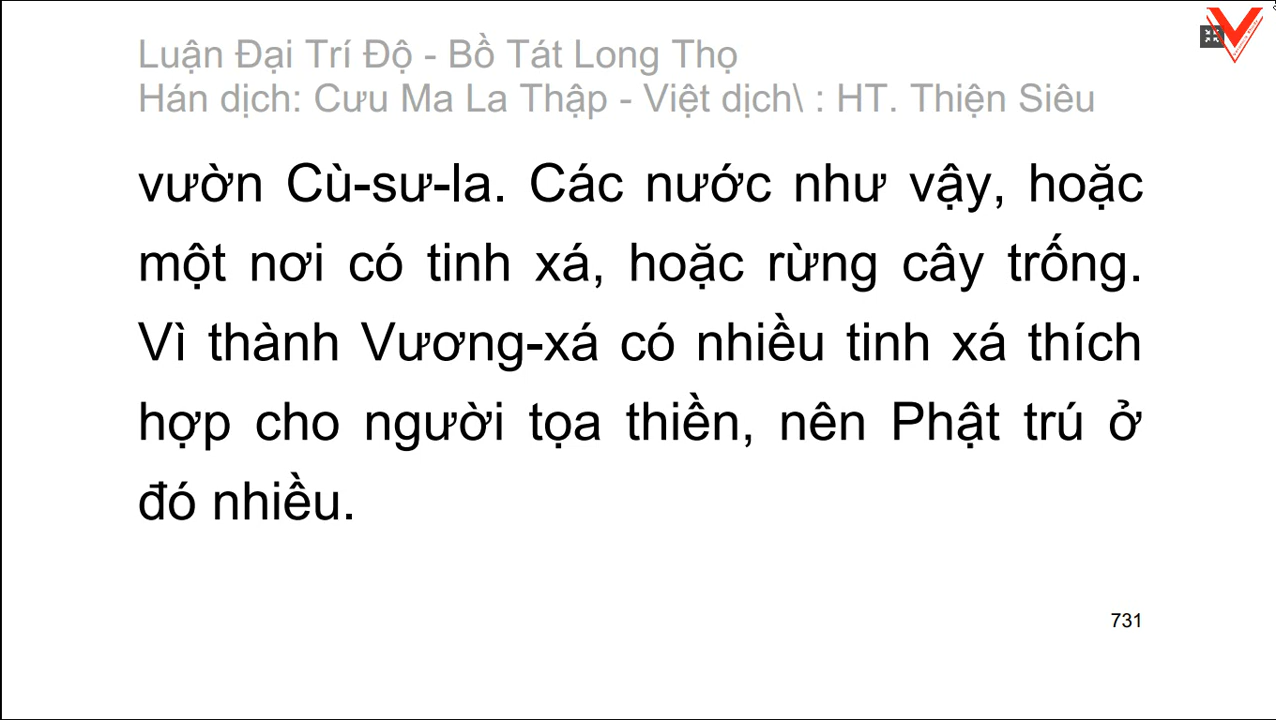 Luận Đại Trí Độ - Bồ Tát Long Thọ
Hán dịch: Cưu Ma La Thập - Việt dịch\ : HT. Thiện Siêu
vườn Cù-sư-la. Các nước như vậy, hoặc
một nơi có tinh xá, hoặc rừng cây trống.
Vì thành Vương-xá có nhiều tinh xá thích
hợp cho người tọa thiền, nên Phật trú ở
đó nhiều.
731